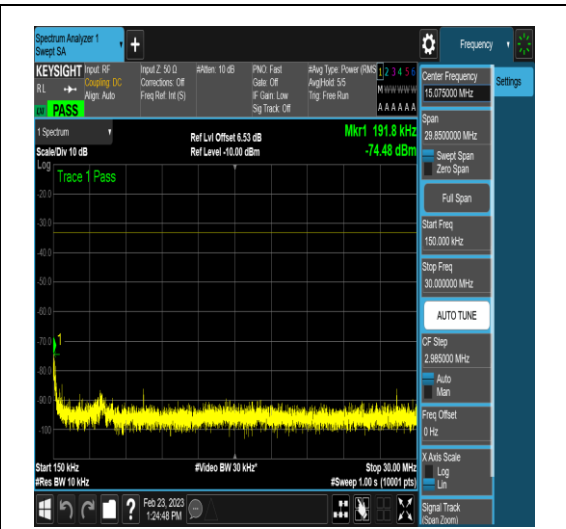 Spectrum Analyzer 1
Swept SA
+
Frequency
KEYSIGHT
RL
PASS
Input: RF
Coupling: DC
Align: Auto
Input Z: 50 Ω
Corrections: Off
Freq Ref: Int (S)
#Atten: 10 dB
PNO: Fast
Gate: Off
IF Gain: Low
Sig Track: Off
#Avg Type: Power (RMS)
Avg|Hold: 5/5
Trig: Free Run
1 2 3 4 5 6
M W W W W W
A A A A A A
1 Spectrum
Scale/Div 10 dB
Ref Lvl Offset 6.53 dB
Ref Level -10.00 dBm
Mkr1 191.8 kHz
-74.48 dBm
Log
Trace 1 Pass
-20.0
-30.0
-40.0
-50.0
-60.0
-70.0
-80.0
-90.0
-100
1
Start 150 kHz
#Res BW 10 kHz
#Video BW 30 kHz*
Stop 30.00 MHz
#Sweep 1.00 s (10001 pts)
?
Feb 23, 2023
1:24:48 PM
Center Frequency
15.075000 MHz
Settings
Span
29.8500000 MHz
Swept Span
Zero Span
Full Span
Start Freq
150.000 kHz
Stop Freq
30.000000 MHz
AUTO TUNE
CF Step
2.985000 MHz
Auto
Man
Freq Offset
0 Hz
X Axis Scale
Log
Lin
Signal Track
(Span Zoom)